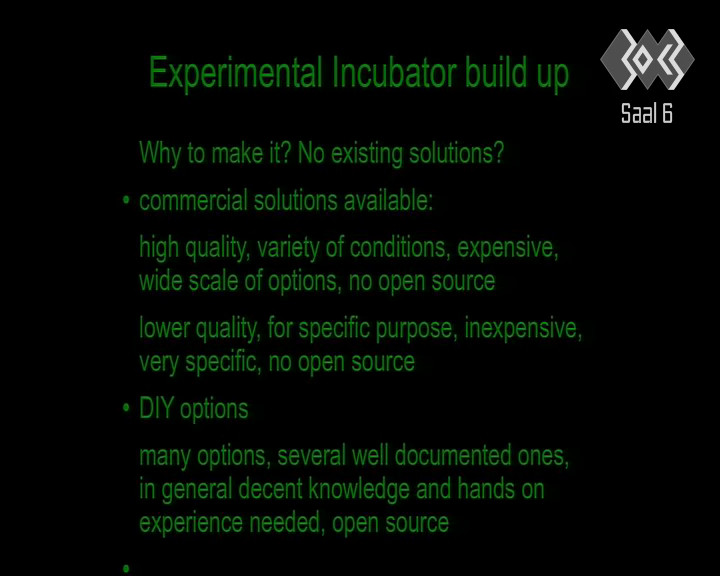 Experimental Incubator build up
Saal 6
Why to make it? No existing solutions?
• commercial solutions available:
high quality, variety of conditions, expensive,
wide scale of options, no open source
lower quality, for specific purpose, inexpensive,
very specific, no open source
• DIY options
many options, several well documented ones,
in general decent knowledge and hands on
experience needed, open source
•